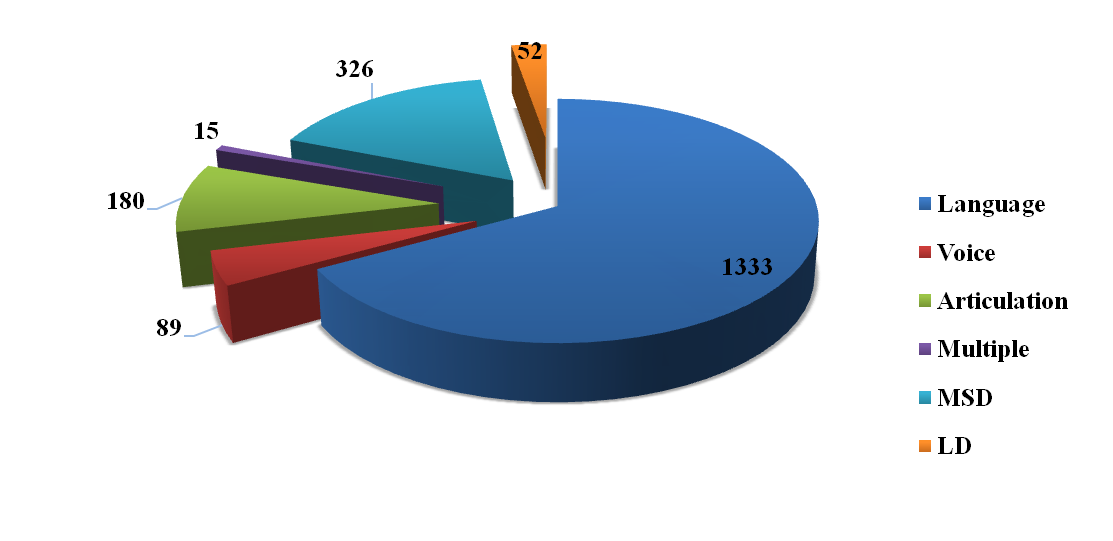 52
326
15
180
1333
89
Language
Voice
Articulation
Multiple
MSD
LD